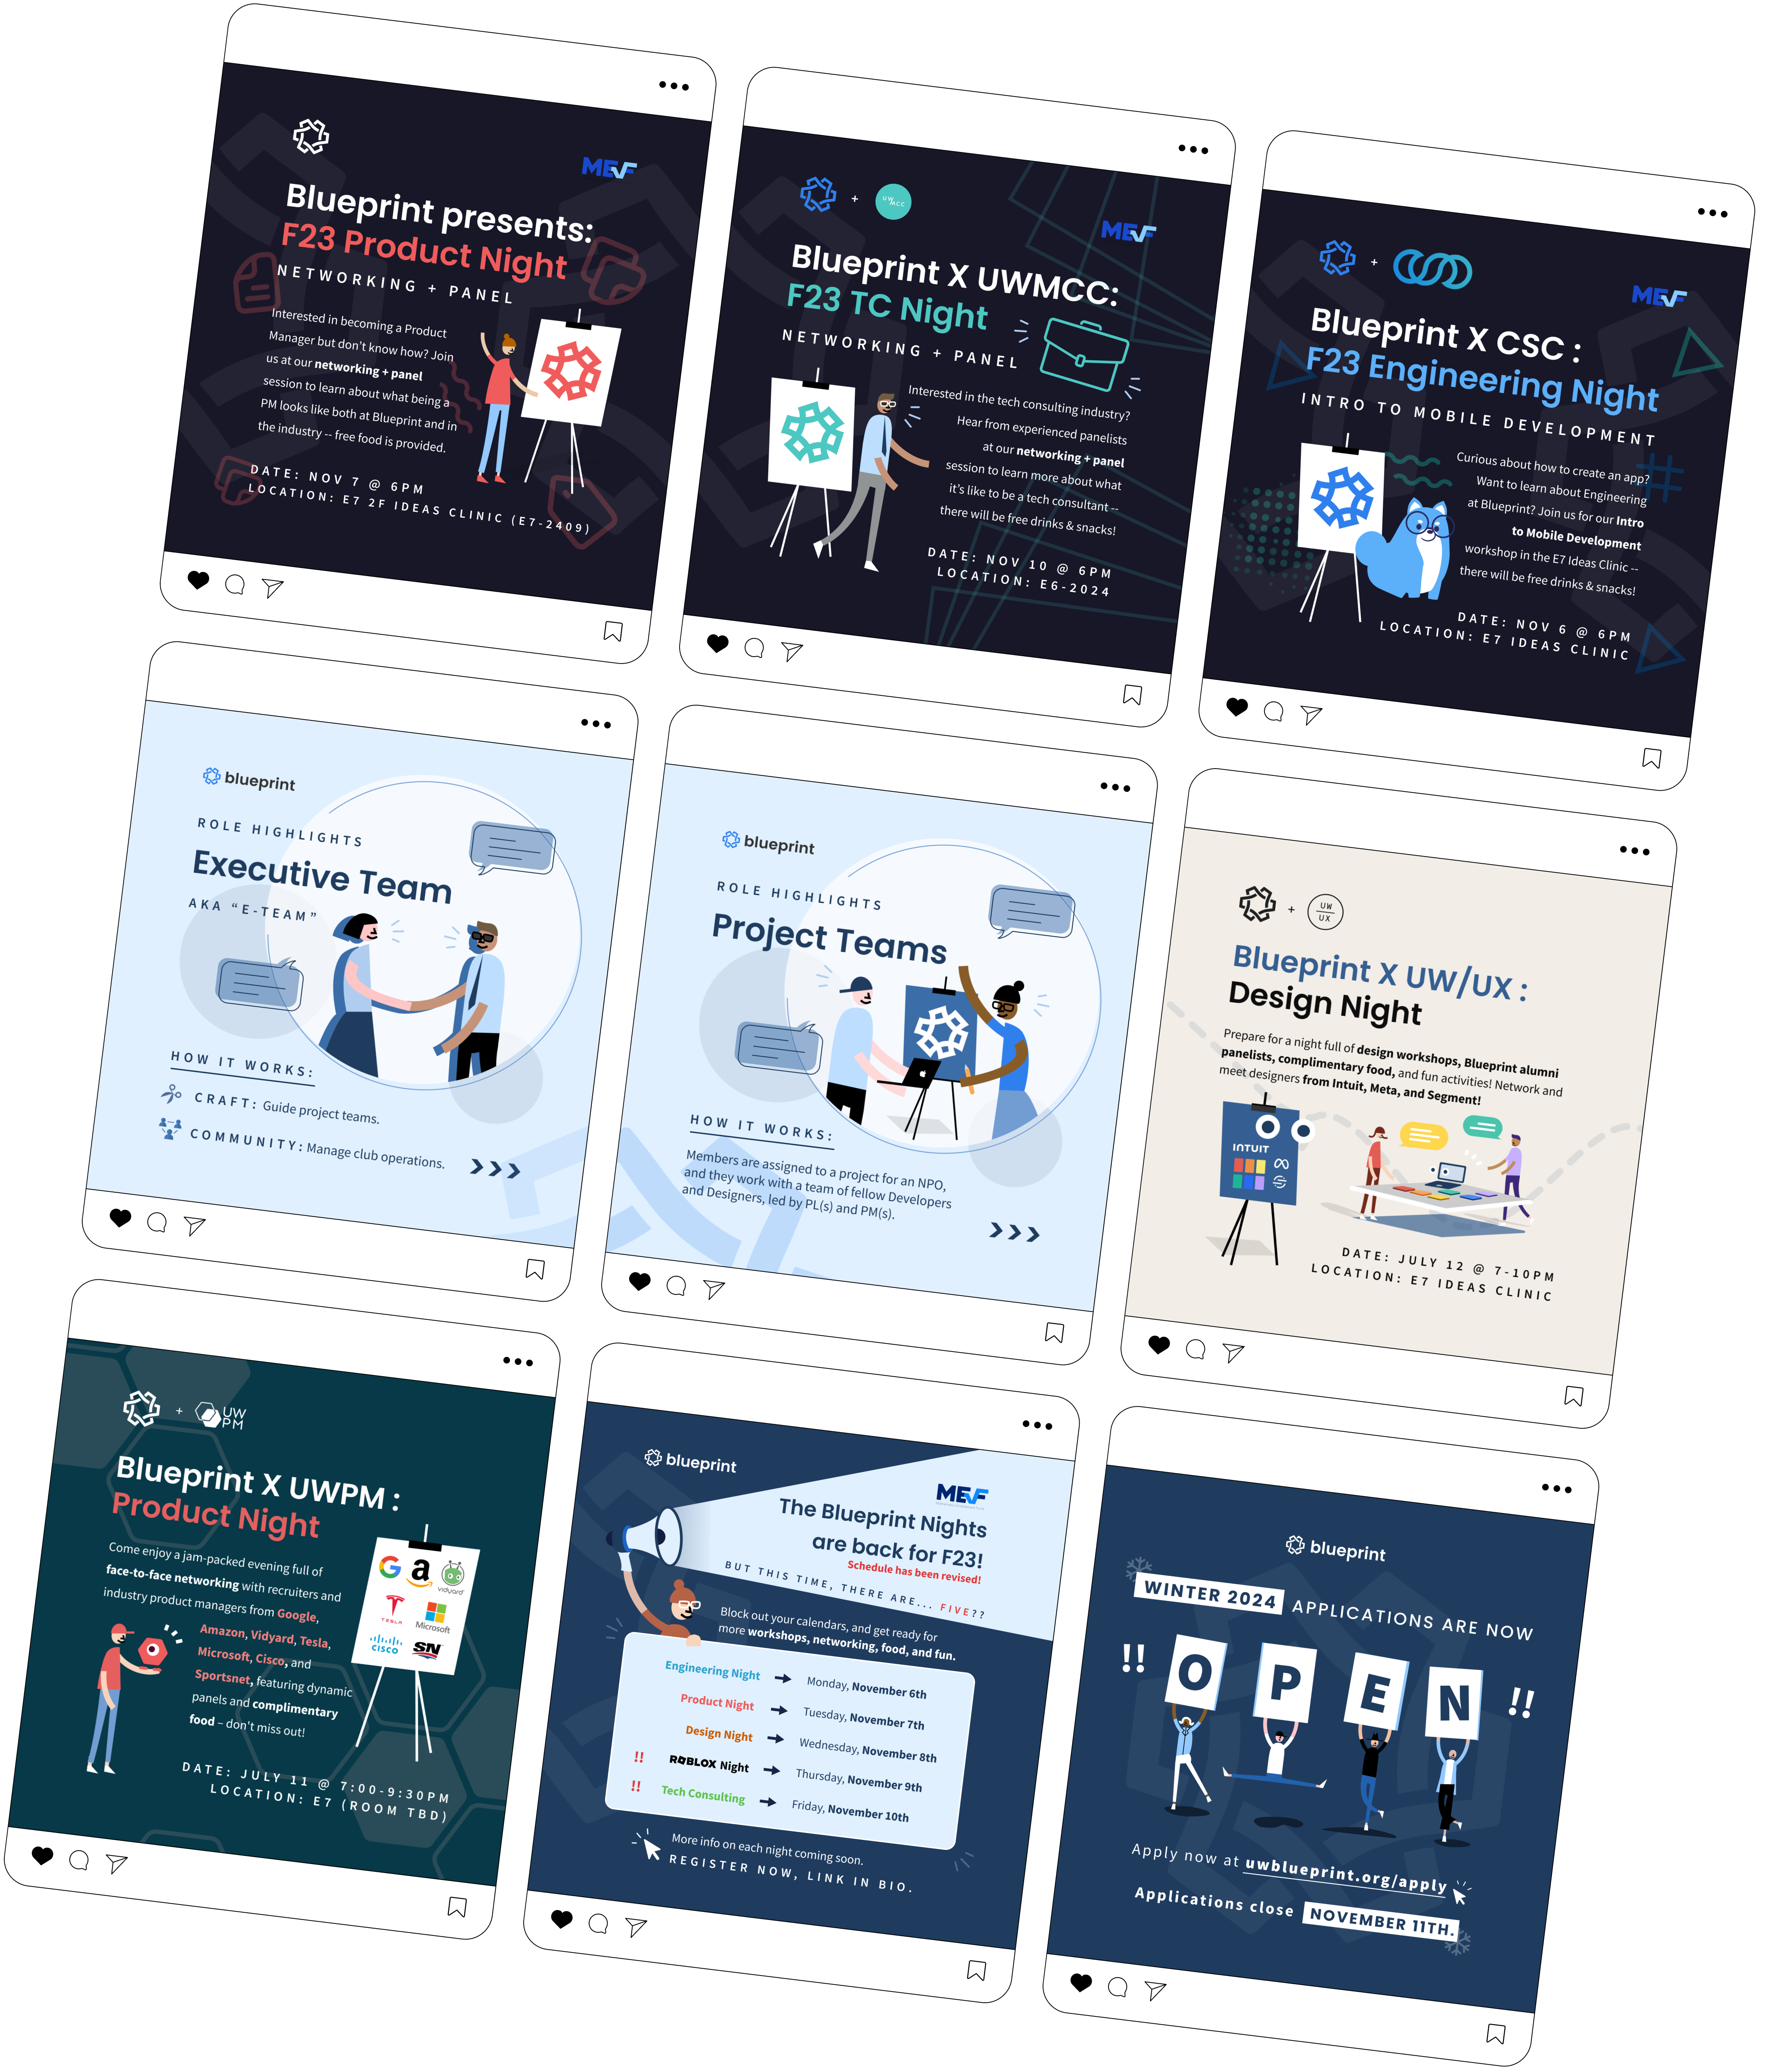 MEF
Blueprint presents:
F23 Product Night
NETWORKING + PANEL
Interested in becoming a Product
Manager but don't know how? Join
us at our networking + panel
session to learn about what being a
PM looks like both at Blueprint and in
the industry -- free food is provided.
DATE: NOV 7 @ 6PM
LOCATION: E7 2F IDEAS CLINIC (E7-2409)
+ UW MCC
MEF
Blueprint X UWMCC:
F23 TC Night
NETWORKING + PANEL
Interested in the tech consulting industry?
Hear from experienced panelists
at our networking + panel
session to learn more about what
it's like to be a tech consultant --
there will be free drinks & snacks!
DATE: NOV 10 @ 6PM
LOCATION: E6-2024
+ CSC
MEF
Blueprint X CSC :
F23 Engineering Night
INTRO TO MOBILE DEVELOPMENT
Curious about how to create an app?
Want to learn about Engineering
at Blueprint? Join us for our Intro
to Mobile Development
workshop in the E7 Ideas Clinic --
there will be free drinks & snacks!
DATE: NOV 6 @ 6PM
LOCATION: E7 IDEAS CLINIC
blueprint
ROLE HIGHLIGHTS
Executive Team
AKA “E-TEAM”
HOW IT WORKS:
CRAFT: Guide project teams.
COMMUNITY: Manage club operations.
blueprint
ROLE HIGHLIGHTS
Project Teams
HOW IT WORKS:
Members are assigned to a project for an NPO,
and they work with a team of fellow Developers
and Designers, led by PL(s) and PM(s).
+ UW
UX
Blueprint X UW/UX :
Design Night
Prepare for a night full of design workshops, Blueprint alumni
panelists, complimentary food, and fun activities! Network and
meet designers from Intuit, Meta, and Segment!
INTUIT
DATE: JULY 12 @ 7-10PM
LOCATION: E7 IDEAS CLINIC
+ UW
PM
Blueprint X UWPM :
Product Night
Come enjoy a jam-packed evening full of
face-to-face networking with recruiters and
industry product managers from Google,
Amazon, Vidyard, Tesla,
Microsoft, Cisco, and
Sportsnet, featuring dynamic
panels and complimentary
food – don't miss out!
G a vidyard
TESLA Microsoft
CISCO SN
DATE: JULY 11 @ 7:00-9:30PM
LOCATION: E7 (ROOM TBD)
blueprint
MEF
The Blueprint Nights
are back for F23!
Schedule has been revised!
BUT THIS TIME, THERE ARE... FIVE??
Block out your calendars, and get ready for
more workshops, networking, food, and fun.
Engineering Night Monday, November 6th
Product Night Tuesday, November 7th
Design Night Wednesday, November 8th
!! ROBLOX Night Thursday, November 9th
!! Tech Consulting Friday, November 10th
More info on each night coming soon.
REGISTER NOW, LINK IN BIO.
blueprint
WINTER 2024 APPLICATIONS ARE NOW
!! O P E N !!
Apply now at uwblueprint.org/apply
Applications close NOVEMBER 11TH.